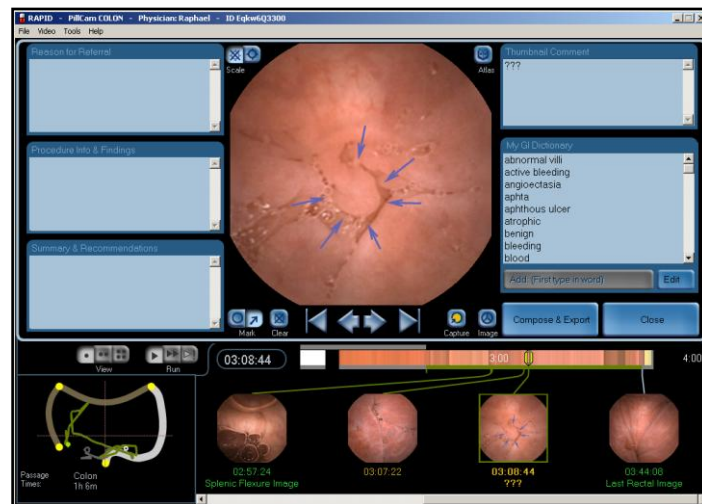 RAPID - PillCam COLON - Physician: Raphael - ID Eqkw6Q3300
File Video Tools Help
Reason for Referral
Scale
Atlas
Thumbnail Comment
???
Procedure Info & Findings
My GI Dictionary
abnormal villi
active bleeding
angioectasia
aphta
aphthous ulcer
atrophic
benign
bleeding
blood
Summary & Recommendations
Add: (First type in word)
Edit
Mark
Clear
Capture
Image
Compose & Export
Close
View
Run
03:08:44
3:00
4:00
Passage
Times:
Colon
1h 6m
02:57:24
Splenic Flexure Image
03:07:22
03:08:44
???
03:44:08
Last Rectal Image